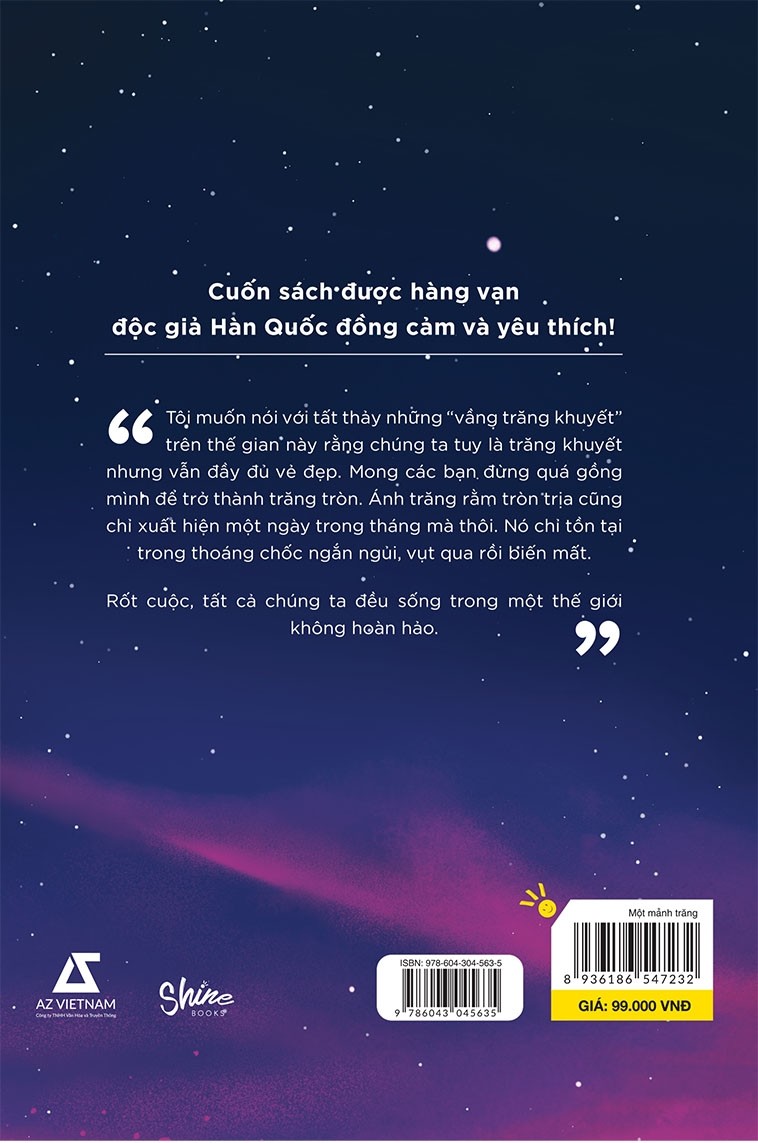 Cuốn sách được hàng vạn
độc giả Hàn Quốc đồng cảm và yêu thích!
“ Tôi muốn nói với tất thảy những “vầng trăng khuyết”
trên thế gian này rằng chúng ta tuy là trăng khuyết
nhưng vẫn đầy đủ vẻ đẹp. Mong các bạn đừng quá gồng
mình để trở thành trăng tròn. Ánh trăng rằm tròn trịa cũng
chỉ xuất hiện một ngày trong tháng mà thôi. Nó chỉ tồn tại
trong thoáng chốc ngắn ngủi, vụt qua rồi biến mất.
Rốt cuộc, tất cả chúng ta đều sống trong một thế giới
không hoàn hảo. ”
AZ VIETNAM
Công ty TNHH Văn Hóa và Truyền Thông
Shine
BOOKS
ISBN: 978-604-304-563-5
9 786043 045635
Một mảnh trăng
8 936186 547232
GIÁ: 99.000 VNĐ